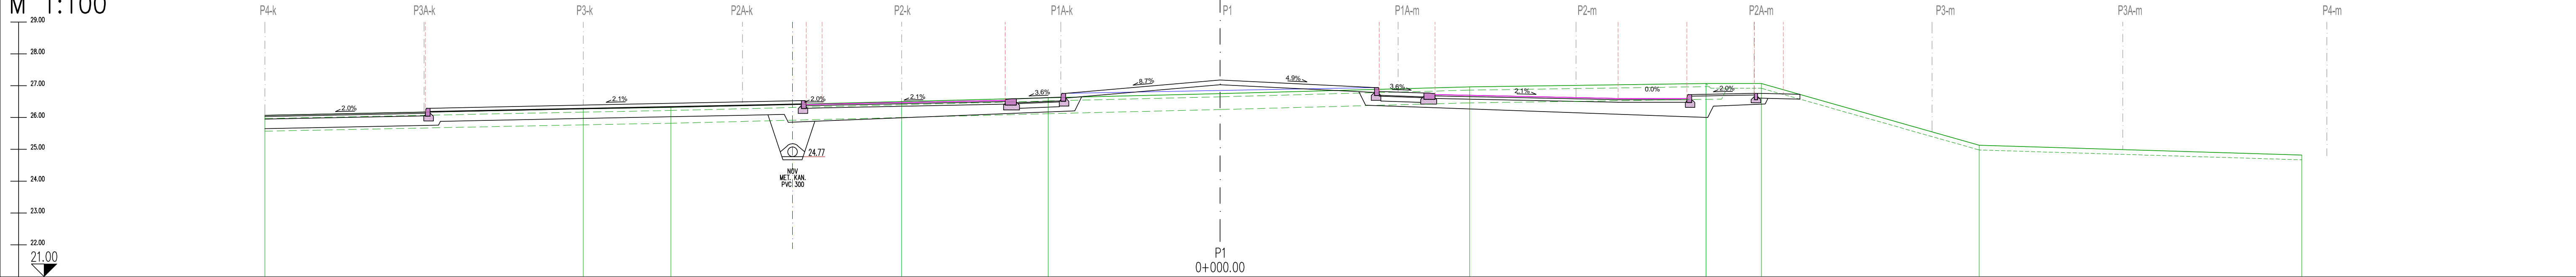 M 1:100
P4-k
P3A-k
P3-k
P2A-k
P2-k
P1A-k
P1
P1A-m
P2-m
P2A-m
P3-m
P3A-m
P4-m
29.00
28.00
27.00
26.00
25.00
24.00
23.00
22.00
21.00
2.0%
2.1%
2.0%
2.1%
3.6%
8.7%
4.9%
3.6%
2.1%
0.0%
2.0%
24.77
NOV
MET. KAN.
PVC 300
P1
0+000.00